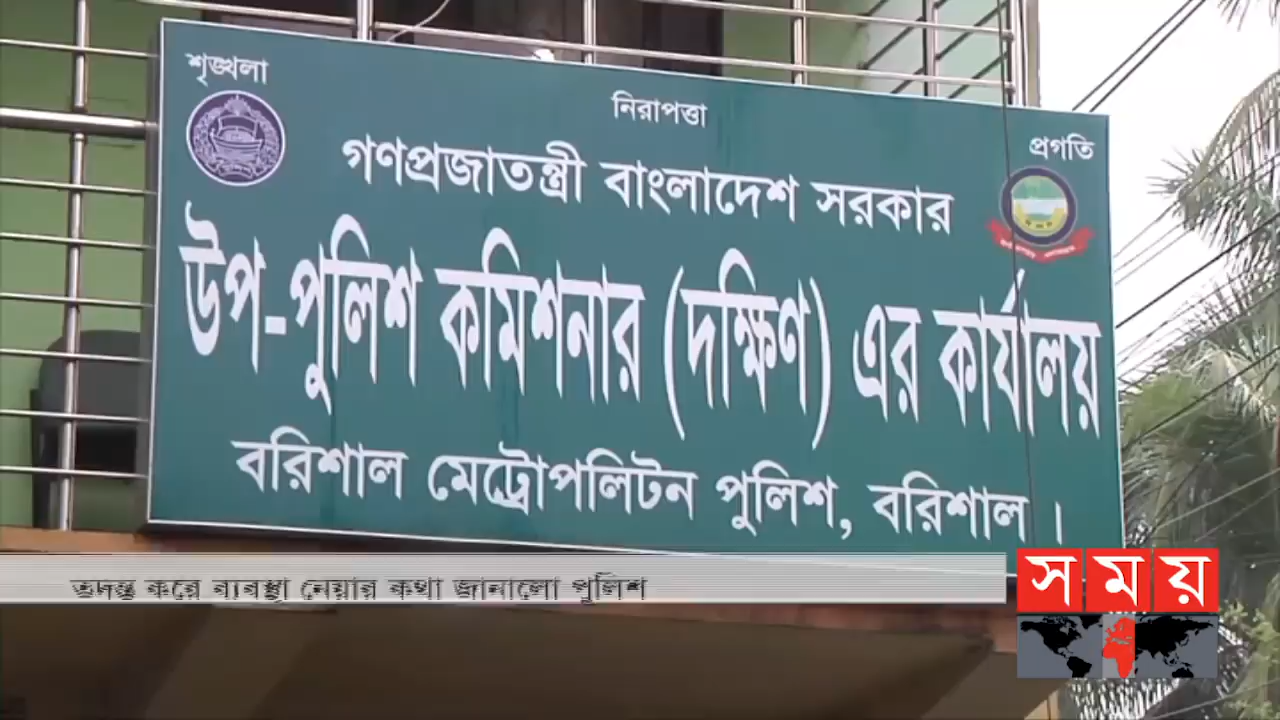 শৃঙ্খলা
নিরাপত্তা
প্রগতি
গণপ্রজাতন্ত্রী বাংলাদেশ সরকার
উপ-পুলিশ কমিশনার (দক্ষিণ) এর কার্যালয়
বরিশাল মেট্রোপলিটন পুলিশ, বরিশাল ।
তদন্ত করে ব্যবস্থা নেয়ার কথা জানালো পুলিশ
সময়